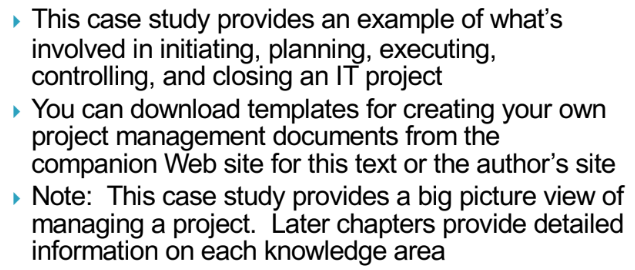 This case study provides an example of what’s
involved in initiating, planning, executing,
controlling, and closing an IT project
You can download templates for creating your own
project management documents from the
companion Web site for this text or the author’s site
Note:  This case study provides a big picture view of
managing a project.  Later chapters provide detailed
information on each knowledge area